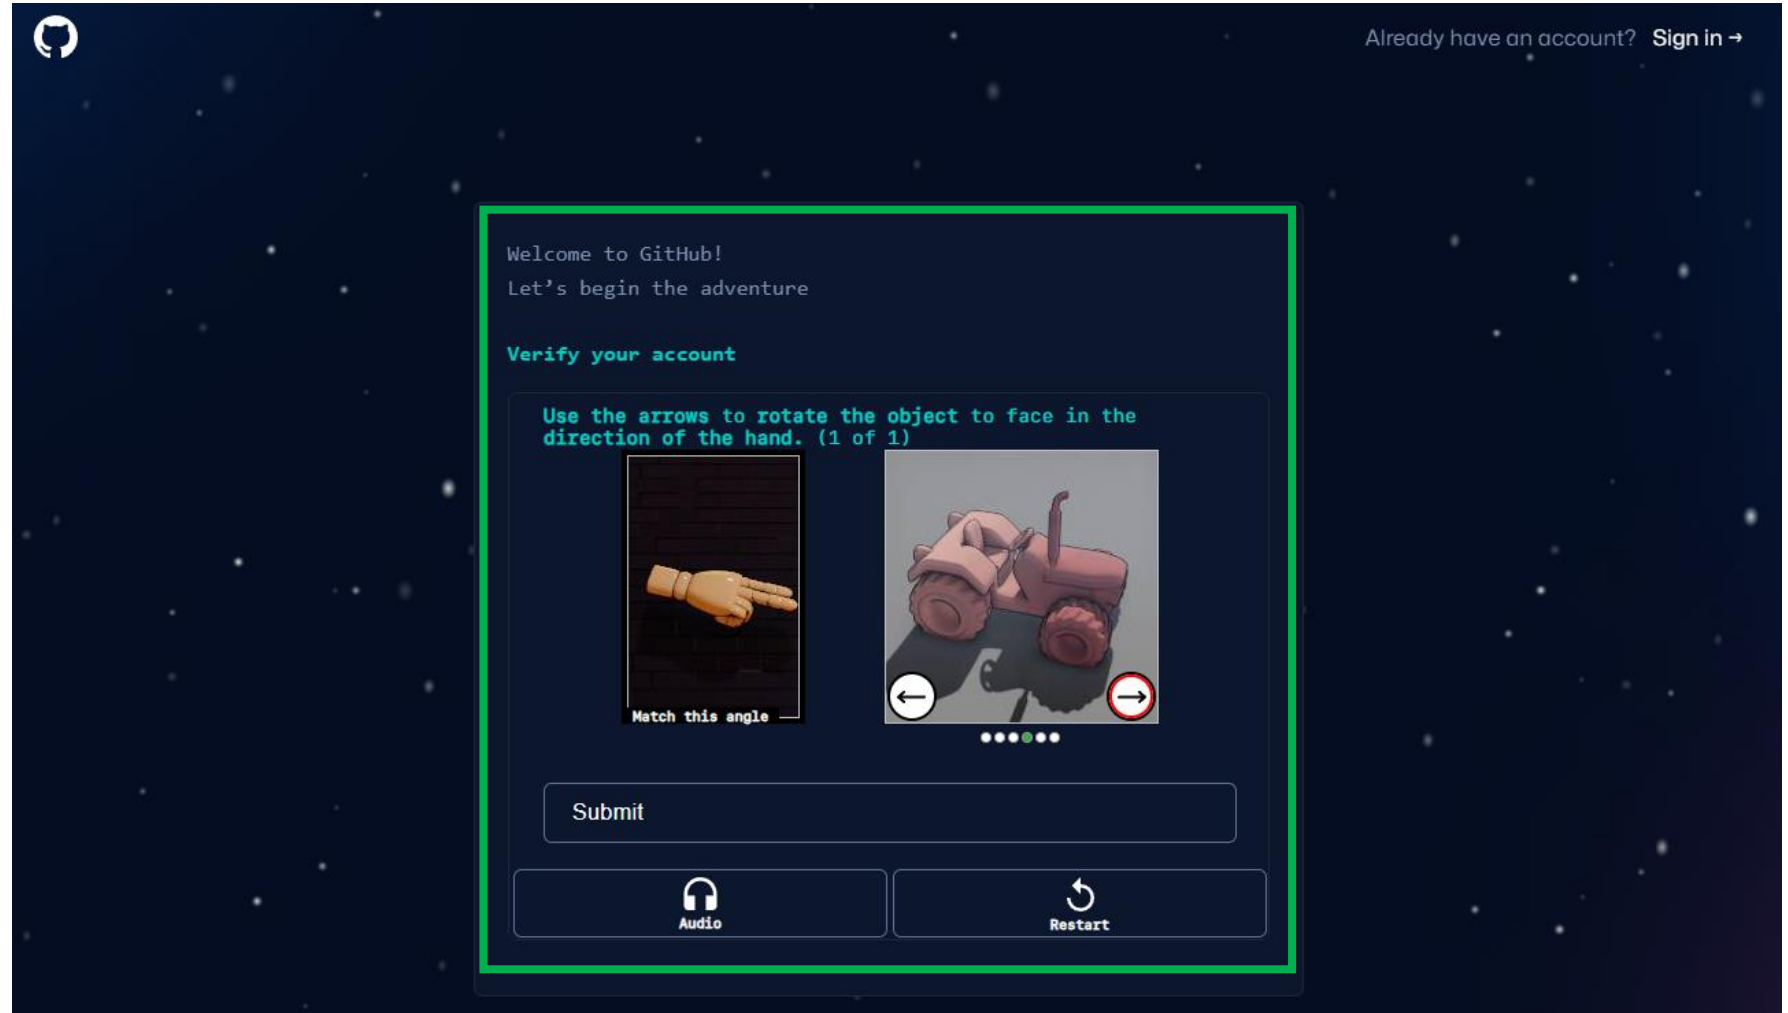 Already have an account? Sign in →
Welcome to GitHub!
Let’s begin the adventure
Verify your account
Use the arrows to rotate the object to face in the
direction of the hand. (1 of 1)
Match this angle
Submit
Audio
Restart